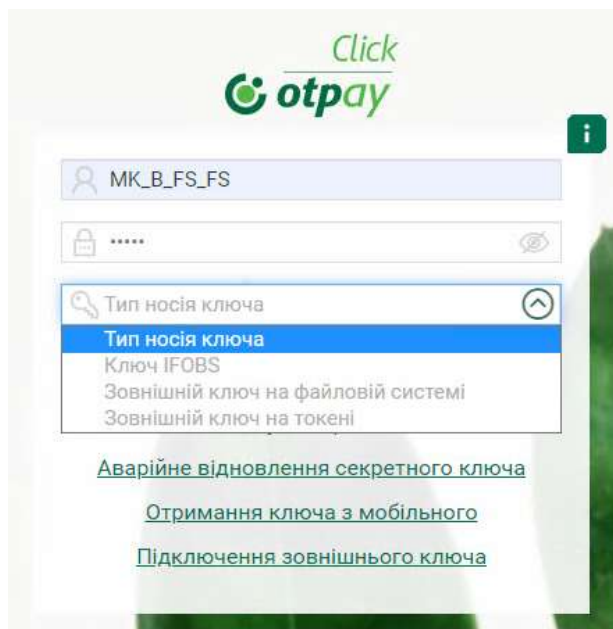 Click
otpay
i
MK_B_FS_FS
•••••
Тип носія ключа
Тип носія ключа
Ключ IFOBS
Зовнішній ключ на файловій системі
Зовнішній ключ на токені
Аварійне відновлення секретного ключа
Отримання ключа з мобільного
Підключення зовнішнього ключа